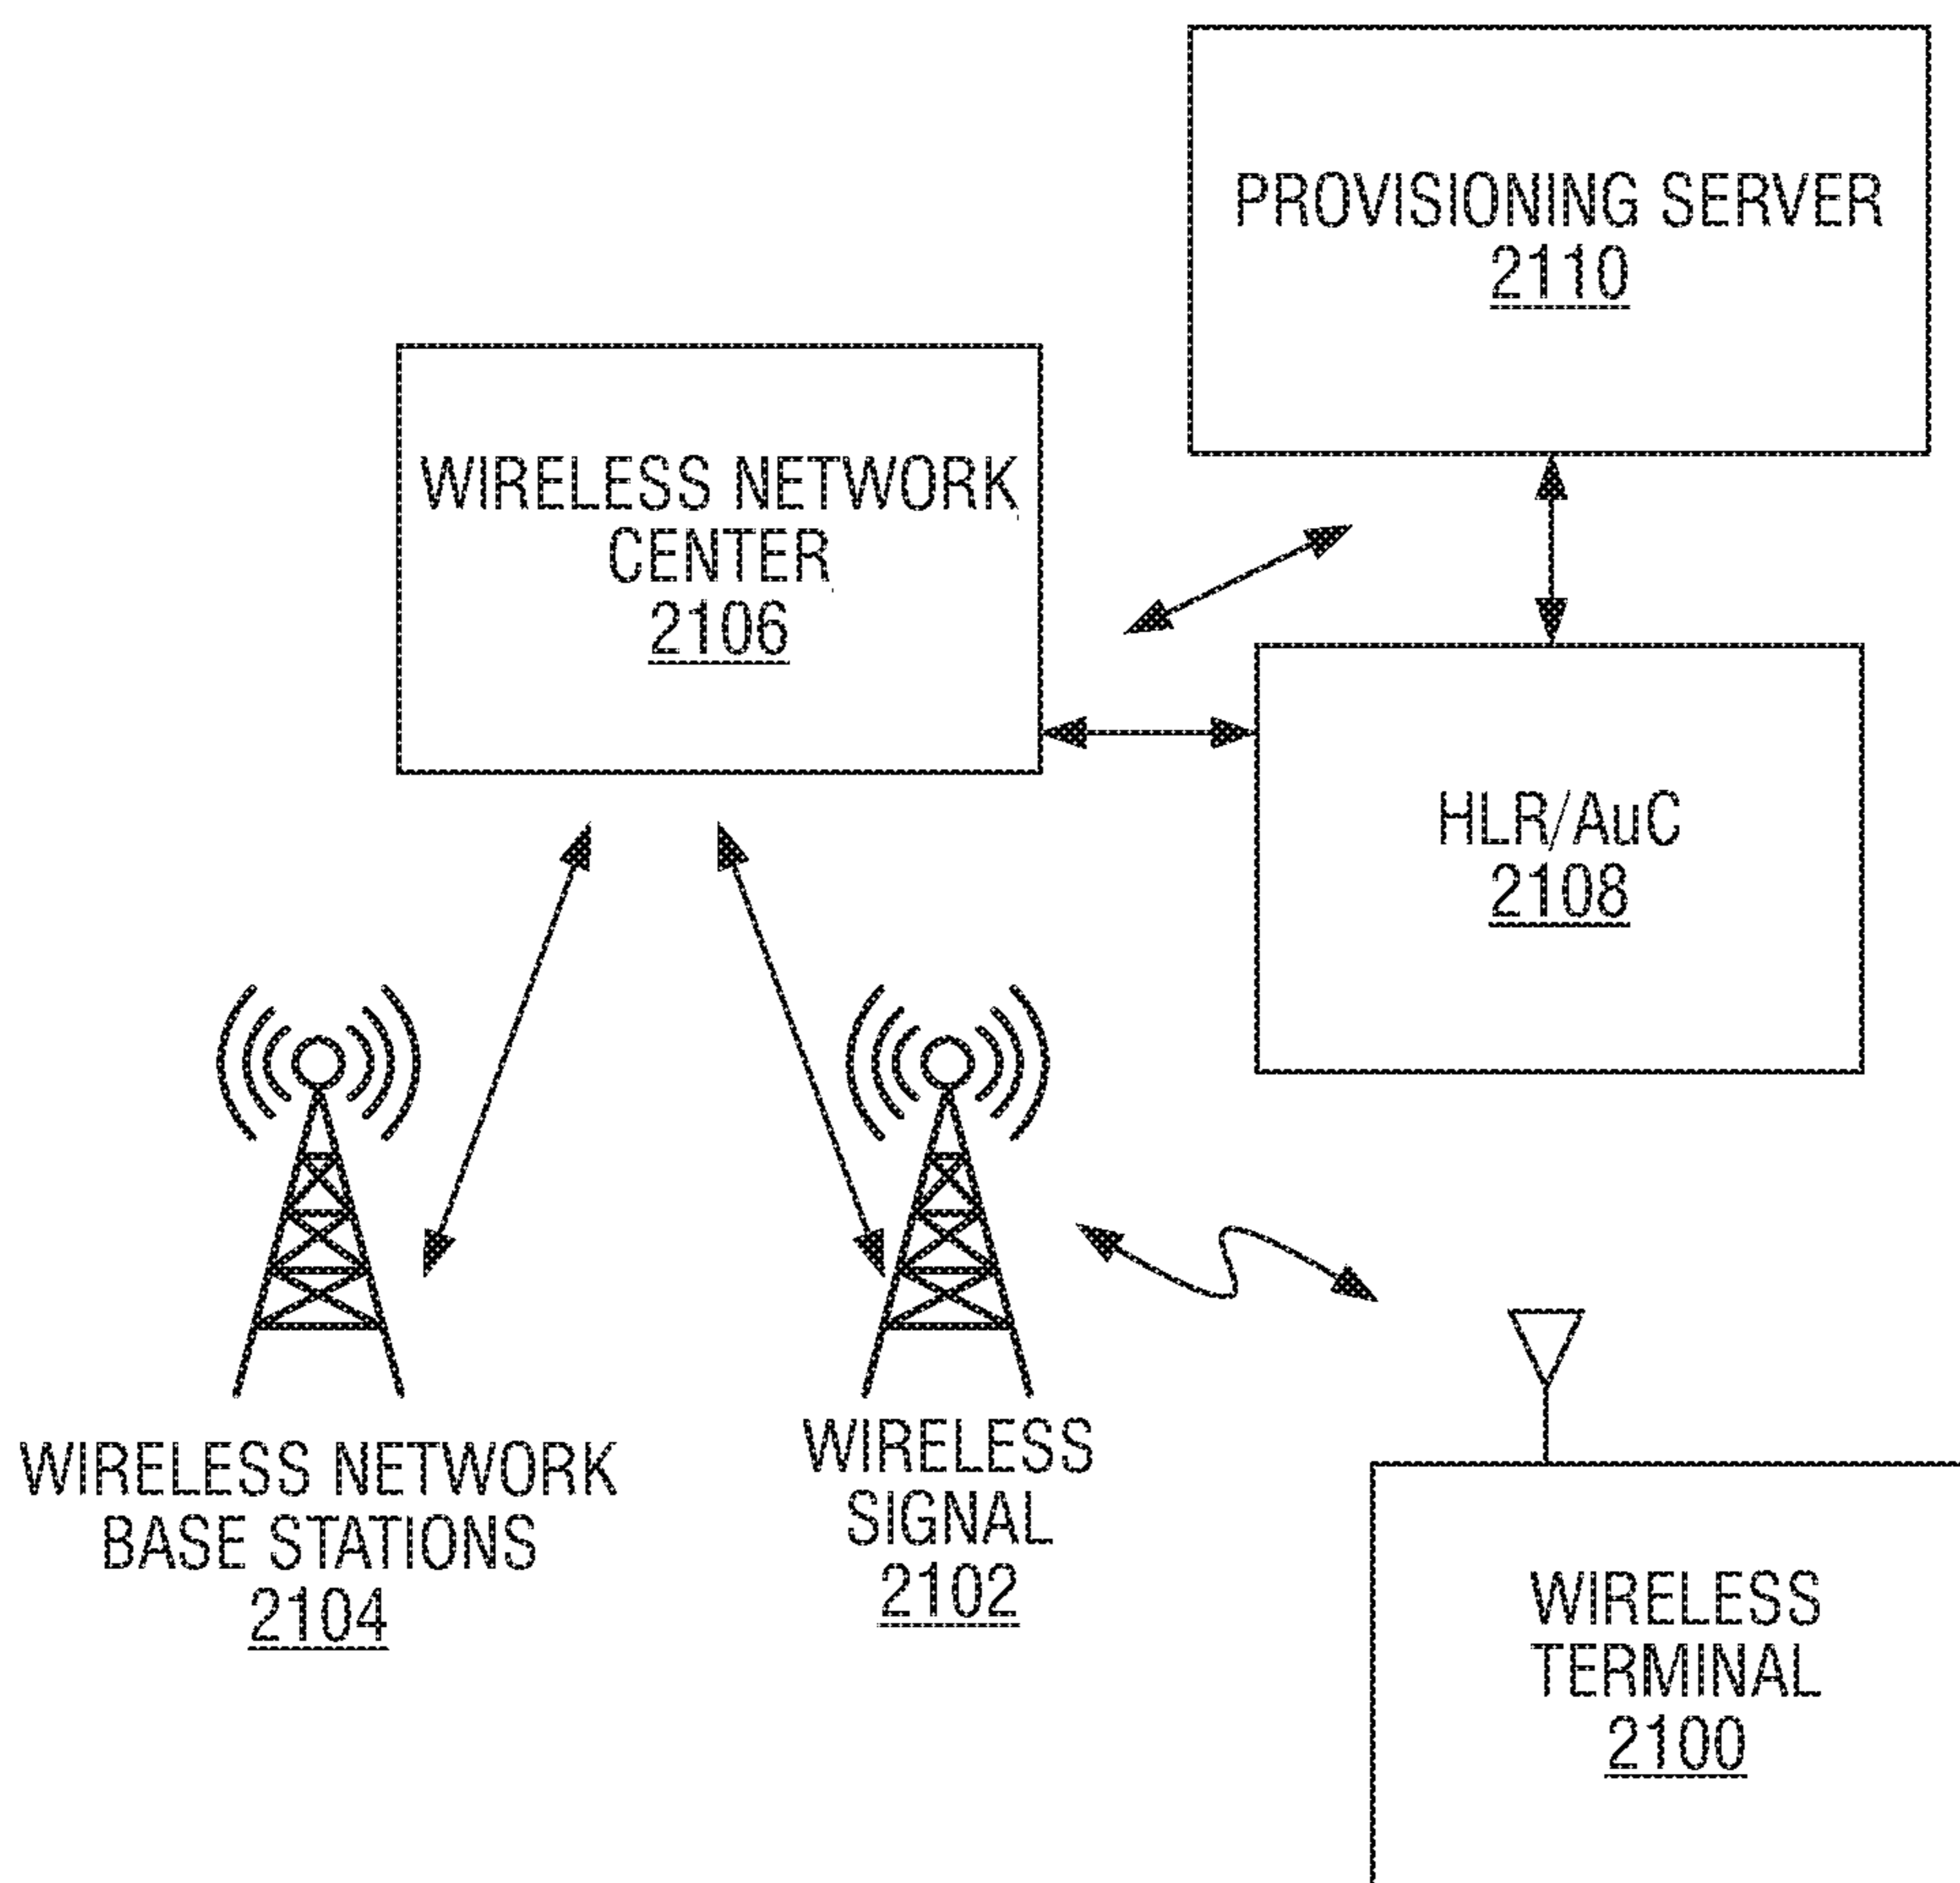 PROVISIONING SERVER
2110
WIRELESS NETWORK
CENTER
2106
HLR/AuC
2108
WIRELESS NETWORK
BASE STATIONS
2104
WIRELESS
SIGNAL
2102
WIRELESS
TERMINAL
2100